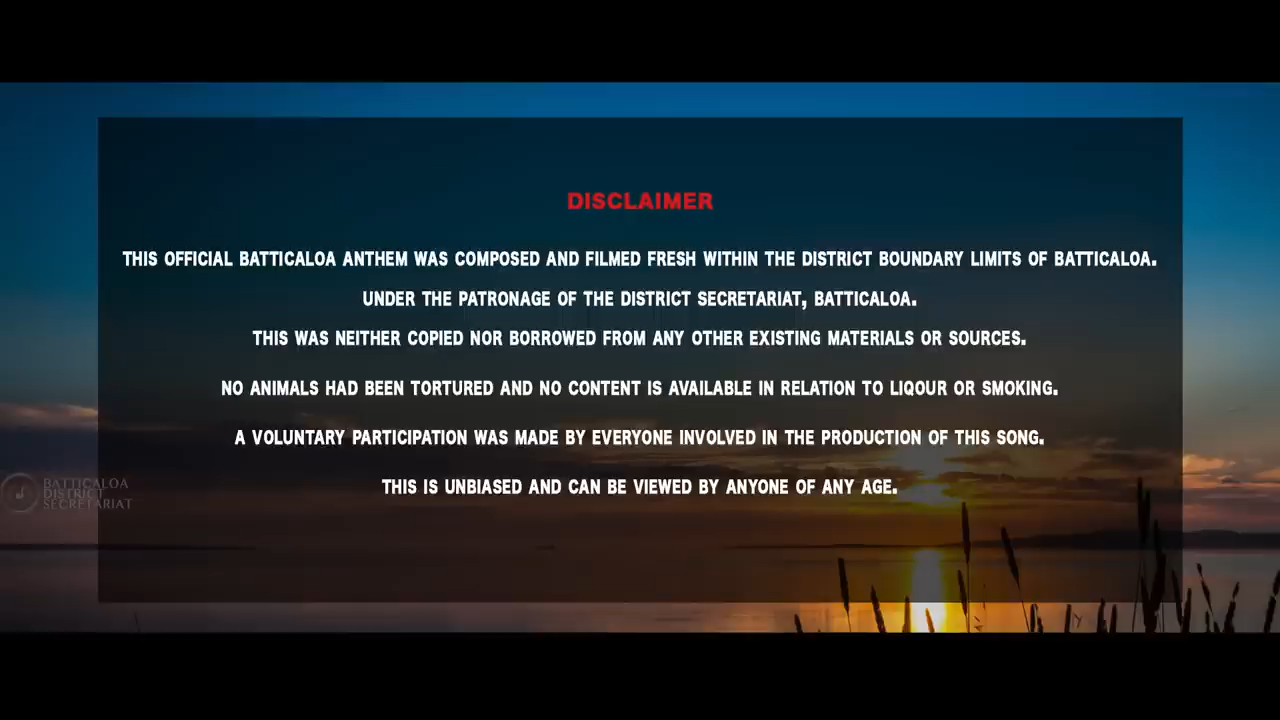 DISCLAIMER
THIS OFFICIAL BATTICALOA ANTHEM WAS COMPOSED AND FILMED FRESH WITHIN THE DISTRICT BOUNDARY LIMITS OF BATTICALOA.
UNDER THE PATRONAGE OF THE DISTRICT SECRETARIAT, BATTICALOA.
THIS WAS NEITHER COPIED NOR BORROWED FROM ANY OTHER EXISTING MATERIALS OR SOURCES.
NO ANIMALS HAD BEEN TORTURED AND NO CONTENT IS AVAILABLE IN RELATION TO LIQOUR OR SMOKING.
A VOLUNTARY PARTICIPATION WAS MADE BY EVERYONE INVOLVED IN THE PRODUCTION OF THIS SONG.
THIS IS UNBIASED AND CAN BE VIEWED BY ANYONE OF ANY AGE.
BATTICALOA
DISTRICT
SECRETARIAT